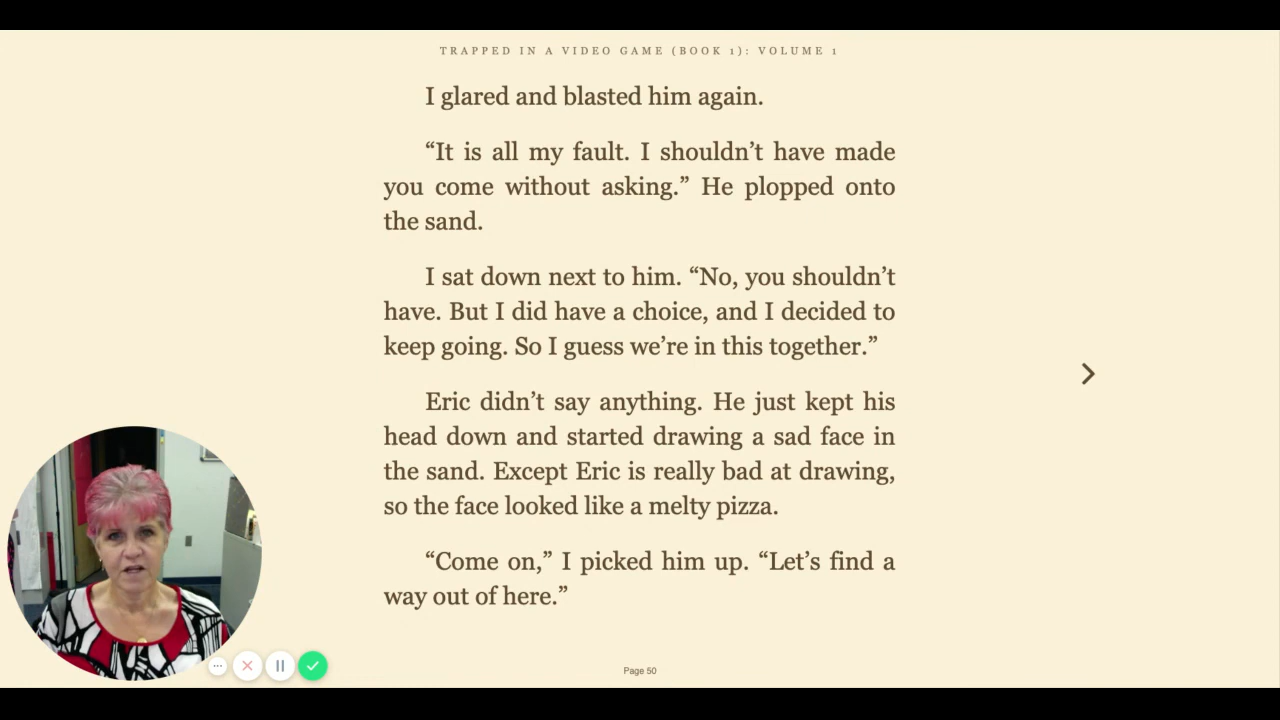 TRAPPED IN A VIDEO GAME (BOOK 1): VOLUME 1
I glared and blasted him again.
“It is all my fault. I shouldn’t have made
you come without asking.” He plopped onto
the sand.
I sat down next to him. “No, you shouldn’t
have. But I did have a choice, and I decided to
keep going. So I guess we’re in this together.”
Eric didn’t say anything. He just kept his
head down and started drawing a sad face in
the sand. Except Eric is really bad at drawing,
so the face looked like a melty pizza.
“Come on,” I picked him up. “Let’s find a
way out of here.”
Page 50